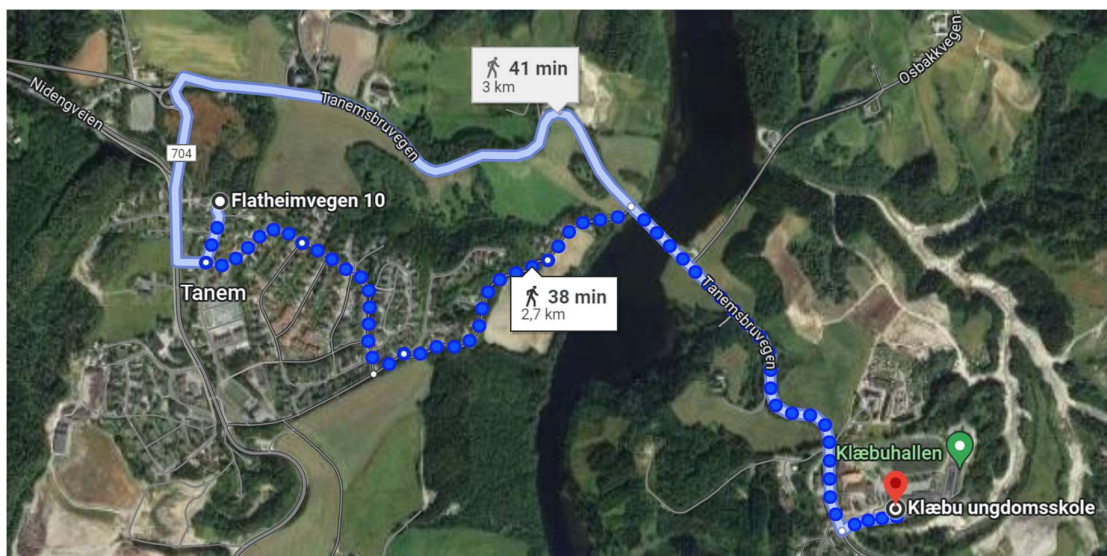 41 min
3 km
Osbakkvegen
Nidengveien
Tanemsbruvegen
704
Flatheimvegen 10
Tanem
38 min
2,7 km
Tanemsbruvegen
Klæbuhallen
Klæbu ungdomsskole